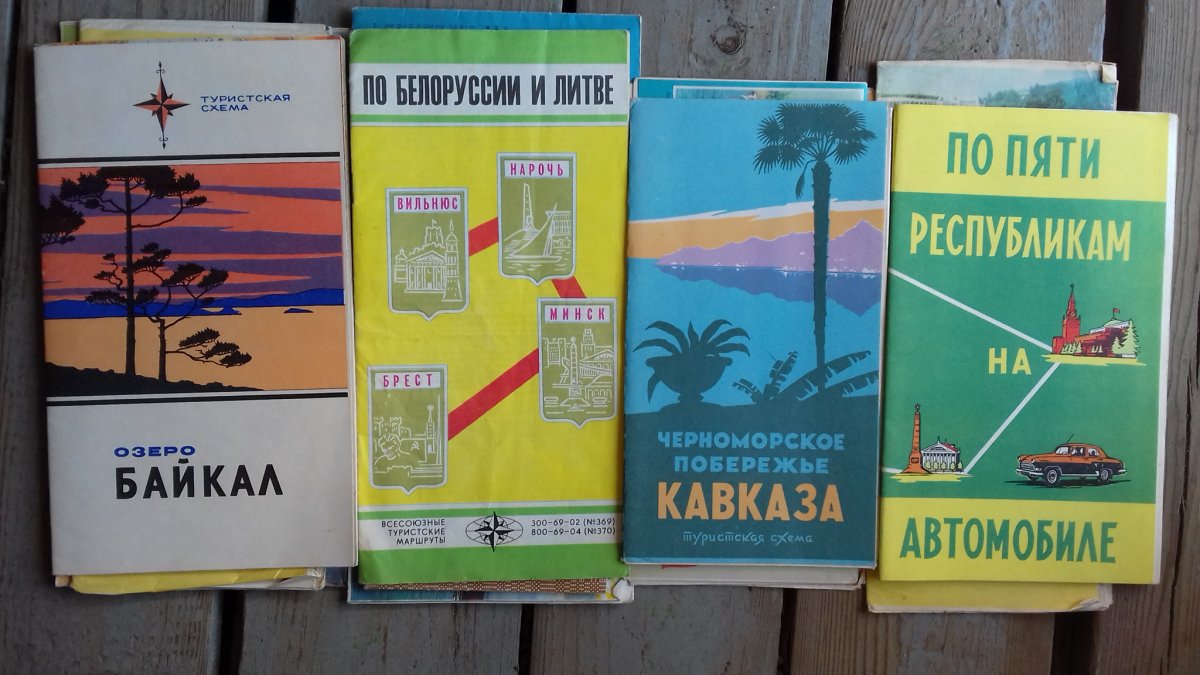 ТУРИСТСКАЯ
СХЕМА
ОЗЕРО
БАЙКАЛ
ПО БЕЛОРУССИИ И ЛИТВЕ
НАРОЧЬ
ВИЛЬНЮС
МИНСК
БРЕСТ
ВСЕСОЮЗНЫЕ
ТУРИСТСКИЕ
МАРШРУТЫ
300-69-02 (№369)
800-69-04 (№370)
ЧЕРНОМОРСКОЕ
ПОБЕРЕЖЬЕ
КАВКАЗА
туристская схема
ПО ПЯТИ
РЕСПУБЛИКАМ
НА
АВТОМОБИЛЕ